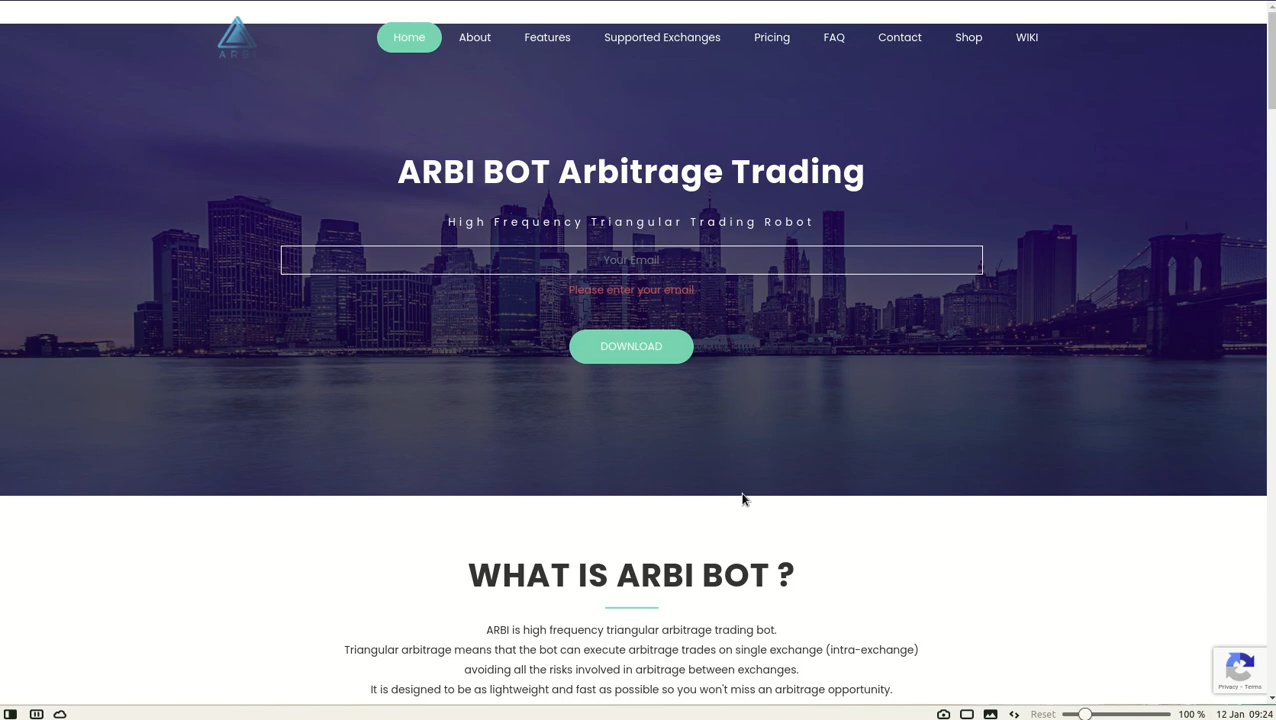 ARBI
Home
About
Features
Supported Exchanges
Pricing
FAQ
Contact
Shop
WIKI
ARBI BOT Arbitrage Trading
High Frequency Triangular Trading Robot
Your Email
Please enter your email
DOWNLOAD
WHAT IS ARBI BOT ?
ARBI is high frequency triangular arbitrage trading bot.
Triangular arbitrage means that the bot can execute arbitrage trades on single exchange (intra-exchange)
avoiding all the risks involved in arbitrage between exchanges.
It is designed to be as lightweight and fast as possible so you won't miss an arbitrage opportunity.
Privacy - Terms
Reset
100 %
12 Jan 09:24